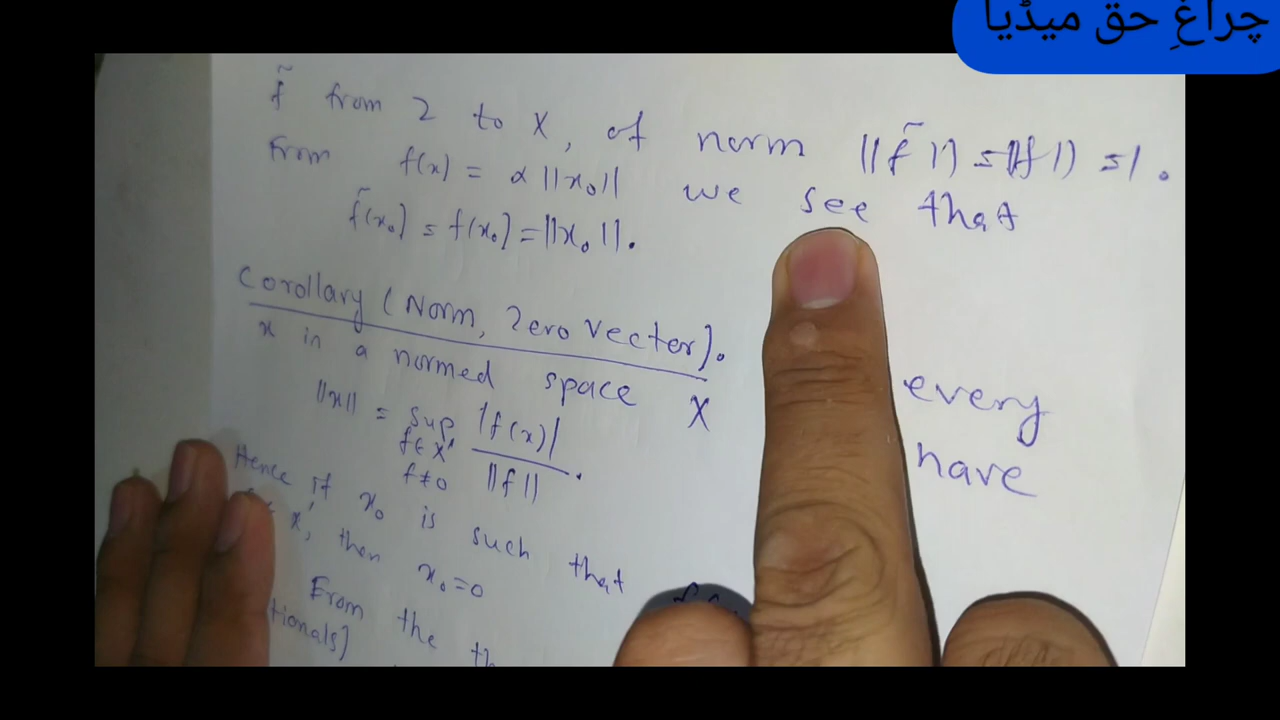 چراغِ حق میڈیا
f̃ from 2 to X, of norm ||f̃|| = ||f|| = 1.
From f(x) = α||x₀|| we see that
f̃(x₀) = f(x₀) = ||x₀||.
Corollary (Norm, Zero Vector). every
x in a normed space X have
||x|| = sup f∈X' f≠0 |f(x)| / ||f||.
Hence if x₀ is such that
x', then x₀=0
From the
tionals)